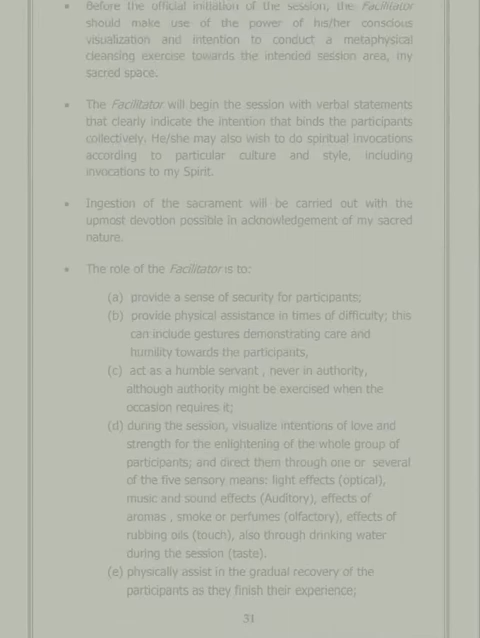 • Before the official initiation of the session, the Facilitator
should make use of the power of his/her conscious
visualization and intention to conduct a metaphysical
cleansing exercise towards the intended session area, my
sacred space.
• The Facilitator will begin the session with verbal statements
that clearly indicate the intention that binds the participants
collectively. He/she may also wish to do spiritual invocations
according to particular culture and style, including
invocations to my Spirit.
• Ingestion of the sacrament will be carried out with the
upmost devotion possible in acknowledgement of my sacred
nature.
• The role of the Facilitator is to:
(a) provide a sense of security for participants;
(b) provide physical assistance in times of difficulty; this
can include gestures demonstrating care and
humility towards the participants,
(c) act as a humble servant , never in authority,
although authority might be exercised when the
occasion requires it;
(d) during the session, visualize intentions of love and
strength for the enlightening of the whole group of
participants; and direct them through one or several
of the five sensory means: light effects (optical),
music and sound effects (Auditory), effects of
aromas , smoke or perfumes (olfactory), effects of
rubbing oils (touch), also through drinking water
during the session (taste).
(e) physically assist in the gradual recovery of the
participants as they finish their experience;
31